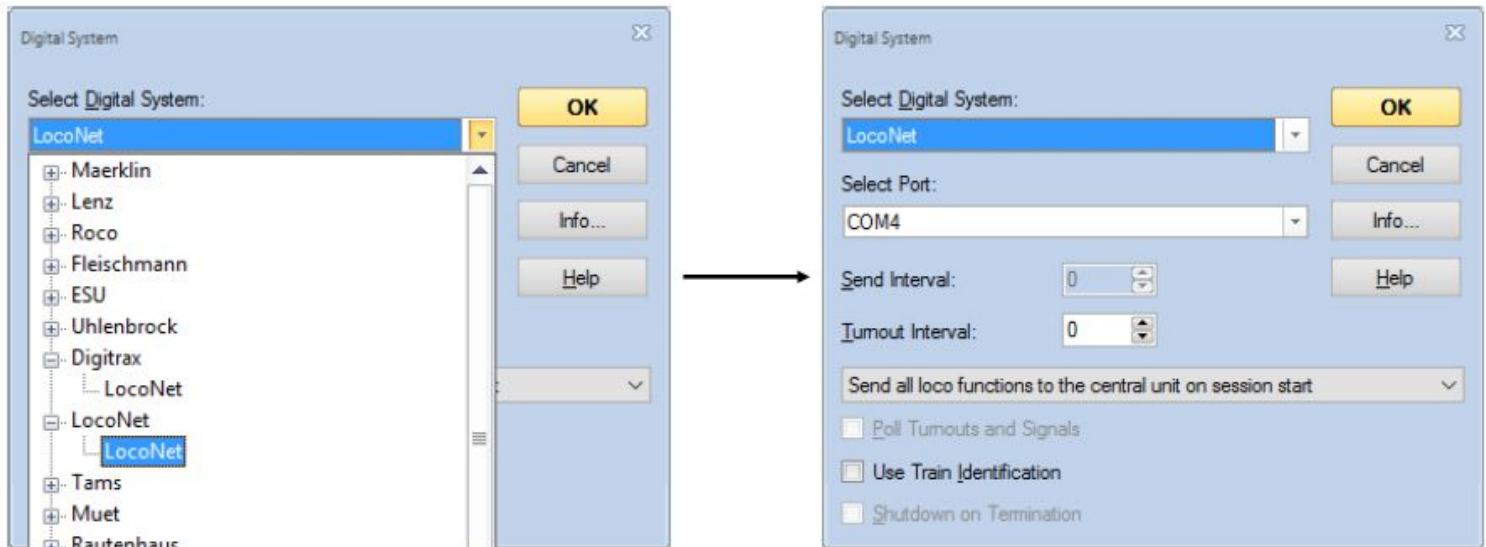 Digital System
Select Digital System:
LocoNet
OK
Maerklin
Cancel
Lenz
Roco
Info...
Fleischmann
ESU
Help
Uhlenbrock
Digitrax
LocoNet
LocoNet
LocoNet
Tams
Muet
Rautenhaus
Digital System
Select Digital System:
OK
LocoNet
Cancel
Select Port:
COM4
Info...
Send Interval:
0
Help
Turnout Interval:
0
Send all loco functions to the central unit on session start
Poll Turnouts and Signals
Use Train Identification
Shutdown on Termination